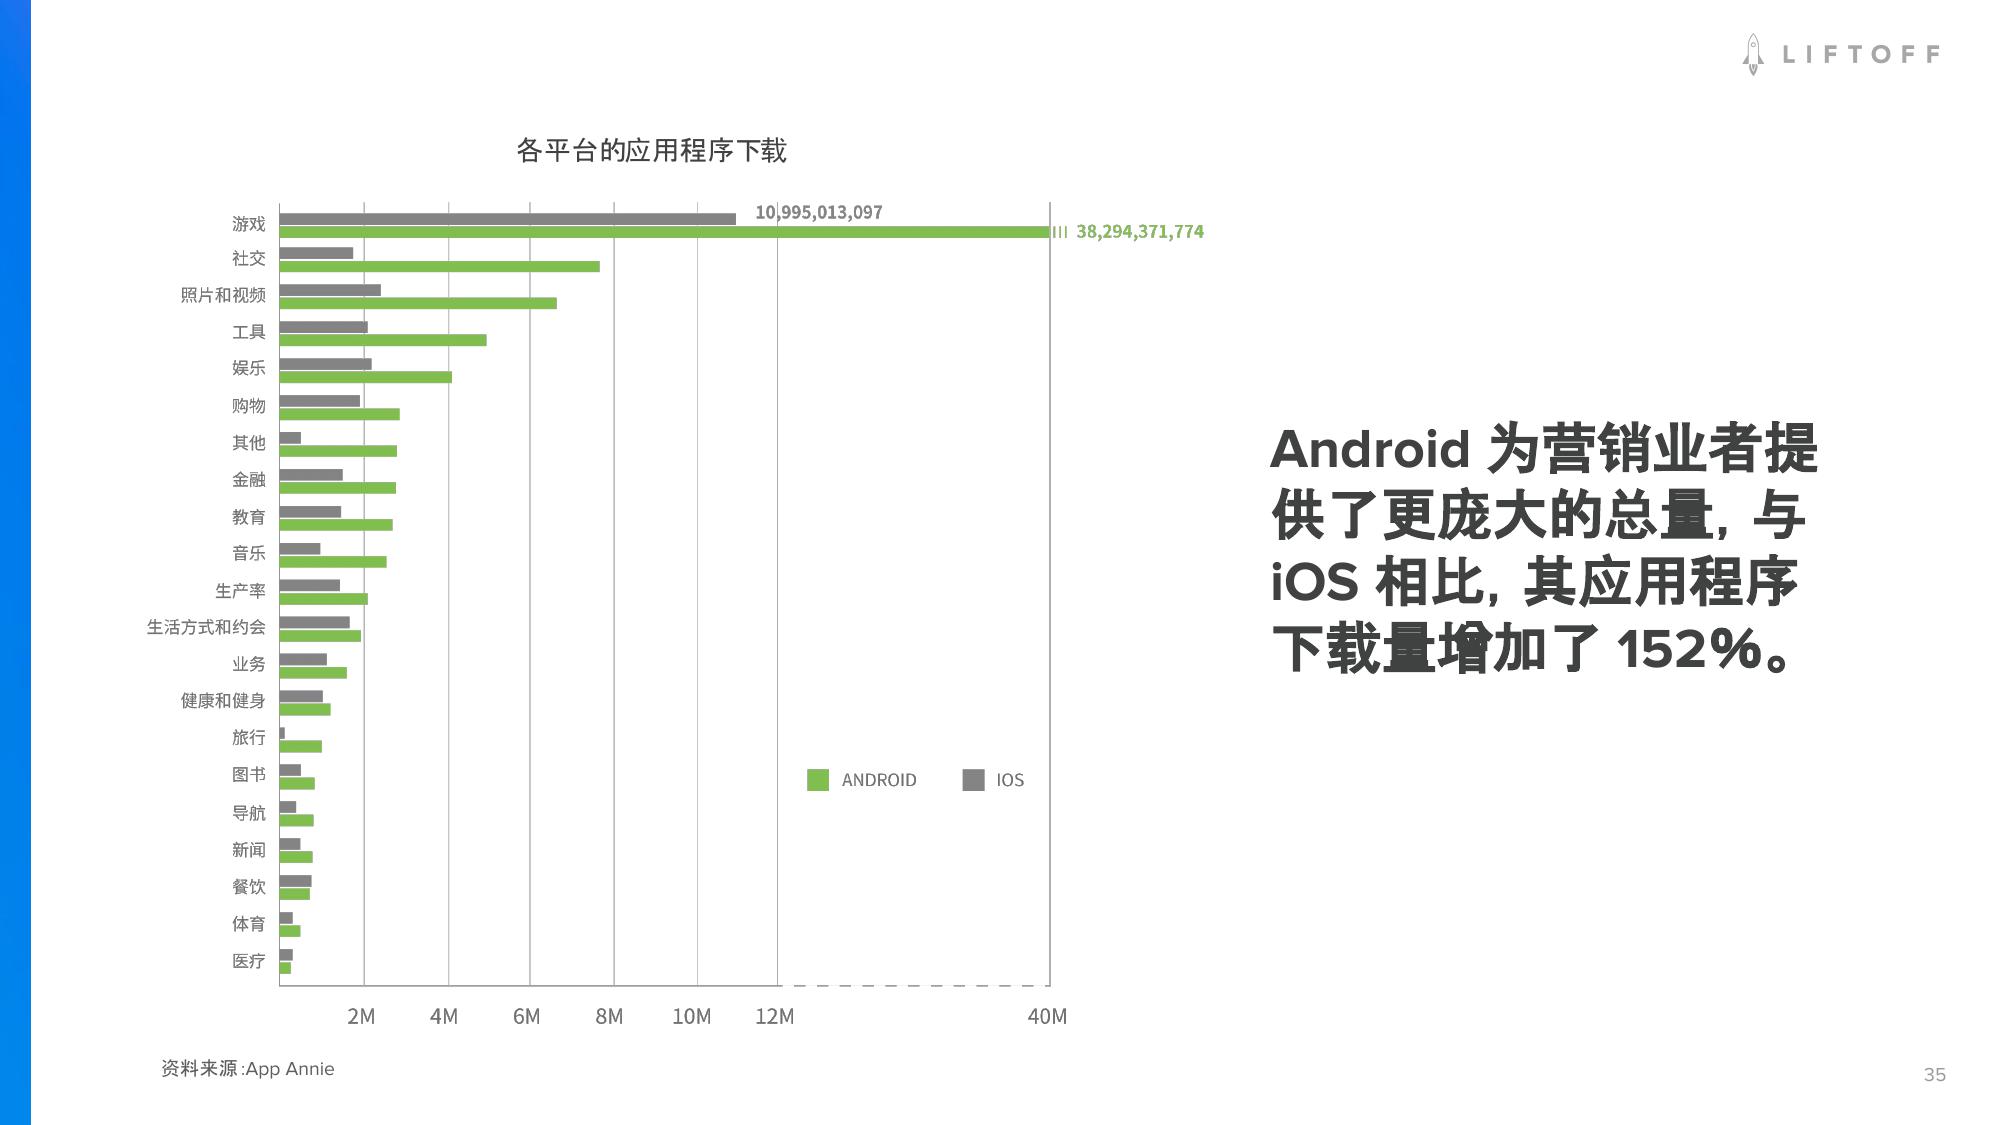 LIFTOFF
各平台的应用程序下载
游戏
10,995,013,097
38,294,371,774
社交
照片和视频
工具
娱乐
购物
其他
金融
教育
音乐
生产率
生活方式和约会
业务
健康和健身
旅行
图书
导航
新闻
餐饮
体育
医疗
ANDROID
IOS
2M 4M 6M 8M 10M 12M 40M
Android 为营销业者提
供了更庞大的总量, 与
iOS 相比, 其应用程序
下载量增加了 152%。
资料来源:App Annie
35